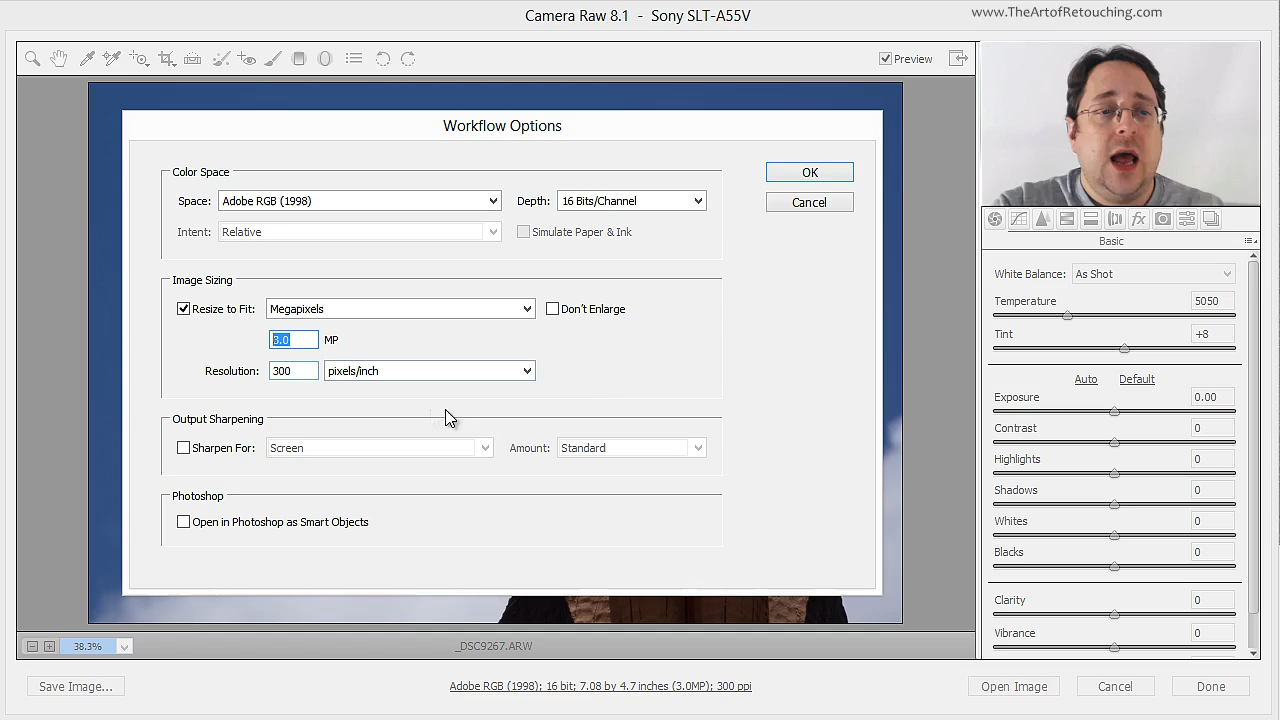 Camera Raw 8.1 - Sony SLT-A55V
www.TheArtofRetouching.com
Preview
Workflow Options
Color Space
OK
Space: Adobe RGB (1998) Depth: 16 Bits/Channel
Cancel
Intent: Relative Simulate Paper & Ink
Image Sizing
Resize to Fit: Megapixels Don't Enlarge
3.0 MP
Resolution: 300 pixels/inch
Output Sharpening
Sharpen For: Screen Amount: Standard
Photoshop
Open in Photoshop as Smart Objects
fx
Basic
White Balance: As Shot
Temperature 5050
Tint +8
Auto Default
Exposure 0.00
Contrast 0
Highlights 0
Shadows 0
Whites 0
Blacks 0
Clarity 0
Vibrance 0
38.3% _DSC9267.ARW
Save Image... Adobe RGB (1998); 16 bit; 7.08 by 4.7 inches (3.0MP); 300 ppi Open Image Cancel Done